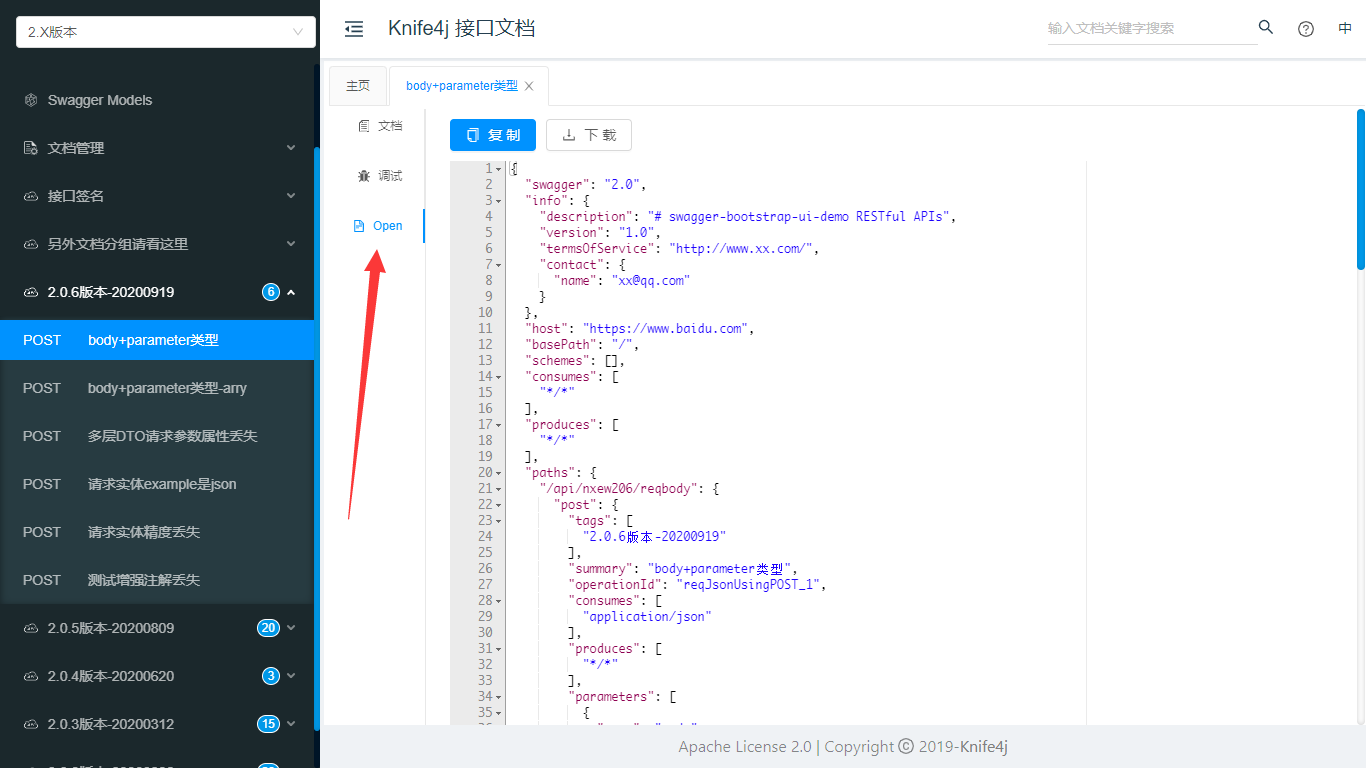 2.X版本
Swagger Models
文档管理
接口签名
另外文档分组请看这里
2.0.6版本-20200919 6
POST body+parameter类型
POST body+parameter类型-arry
POST 多层DTO请求参数属性丢失
POST 请求实体example是json
POST 请求实体精度丢失
POST 测试增强注解丢失
2.0.5版本-20200809 20
2.0.4版本-20200620 3
2.0.3版本-20200312 15
Knife4j 接口文档
输入文档关键字搜索
中
主页
body+parameter类型
文档
调试
Open
复 制
下 载
1 {
2 "swagger": "2.0",
3 "info": {
4 "description": "# swagger-bootstrap-ui-demo RESTful APIs",
5 "version": "1.0",
6 "termsOfService": "http://www.xx.com/",
7 "contact": {
8 "name": "xx@qq.com"
9 }
10 },
11 "host": "https://www.baidu.com",
12 "basePath": "/",
13 "schemes": [],
14 "consumes": [
15 "*/*"
16 ],
17 "produces": [
18 "*/*"
19 ],
20 "paths": {
21 "/api/nxew206/reqbody": {
22 "post": {
23 "tags": [
24 "2.0.6版本-20200919"
25 ],
26 "summary": "body+parameter类型",
27 "operationId": "reqJsonUsingPOST_1",
28 "consumes": [
29 "application/json"
30 ],
31 "produces": [
32 "*/*"
33 ],
34 "parameters": [
35 {
Apache License 2.0 | Copyright © 2019-Knife4j